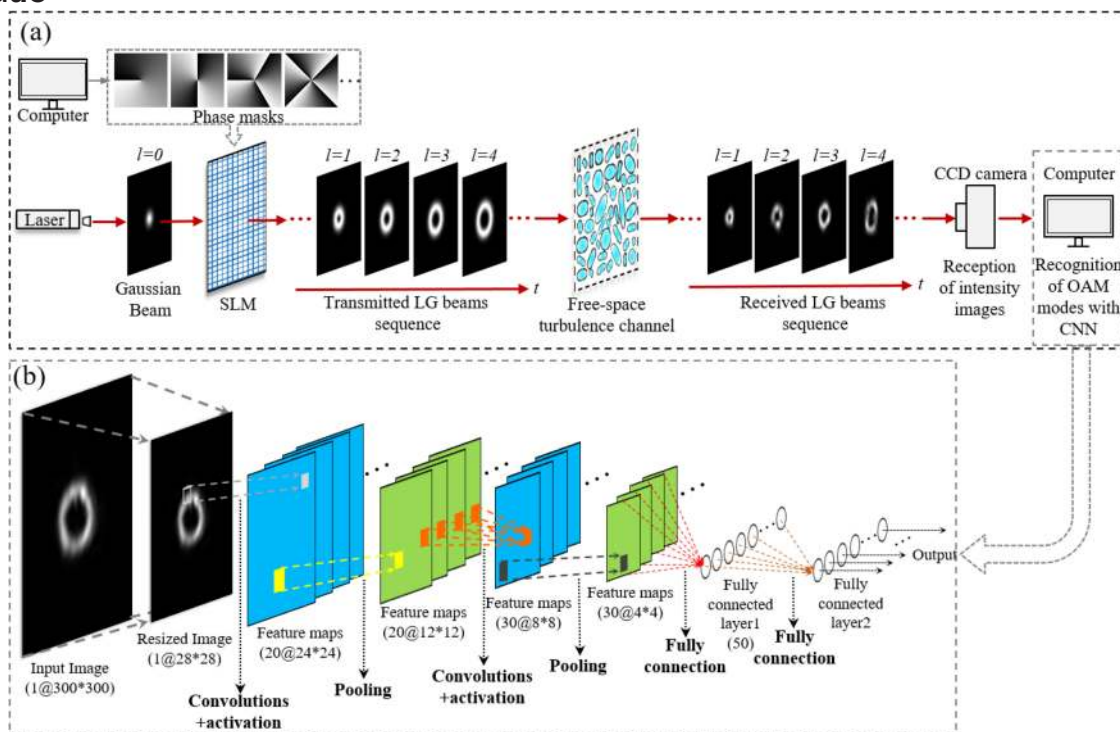 (a)
Computer
Phase masks
l=0
l=1
l=2
l=3
l=4
l=1
l=2
l=3
l=4
CCD camera
Computer
Laser
Gaussian
Beam
SLM
Transmitted LG beams
sequence
t
Free-space
turbulence channel
Received LG beams
sequence
t
Reception
of intensity
images
Recognition
of OAM
modes with
CNN
(b)
Input Image
(1@300*300)
Resized Image
(1@28*28)
Feature maps
(20@24*24)
Feature maps
(20@12*12)
Feature maps
(30@8*8)
Feature maps
(30@4*4)
Fully
connected
layer1
(50)
Fully
connected
layer2
Output
Convolutions
+activation
Pooling
Convolutions
+activation
Pooling
Fully
connection
Fully
connection